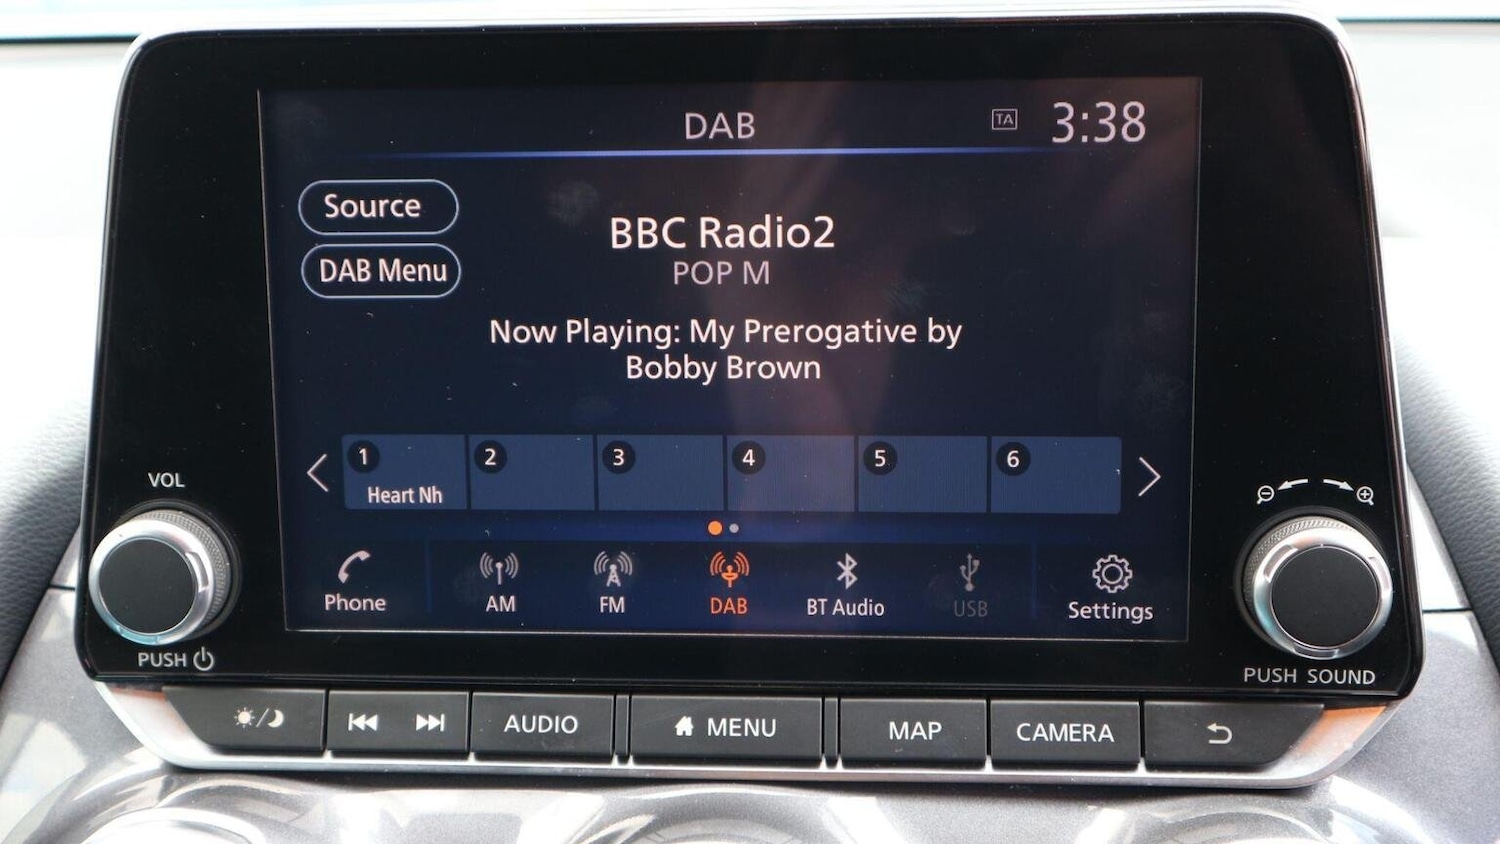 DAB
TA
3:38
Source
DAB Menu
BBC Radio2
POP M
Now Playing: My Prerogative by
Bobby Brown
1
2
3
4
5
6
Heart Nh
Phone
AM
FM
DAB
BT Audio
USB
Settings
VOL
PUSH
PUSH SOUND
AUDIO
MENU
MAP
CAMERA